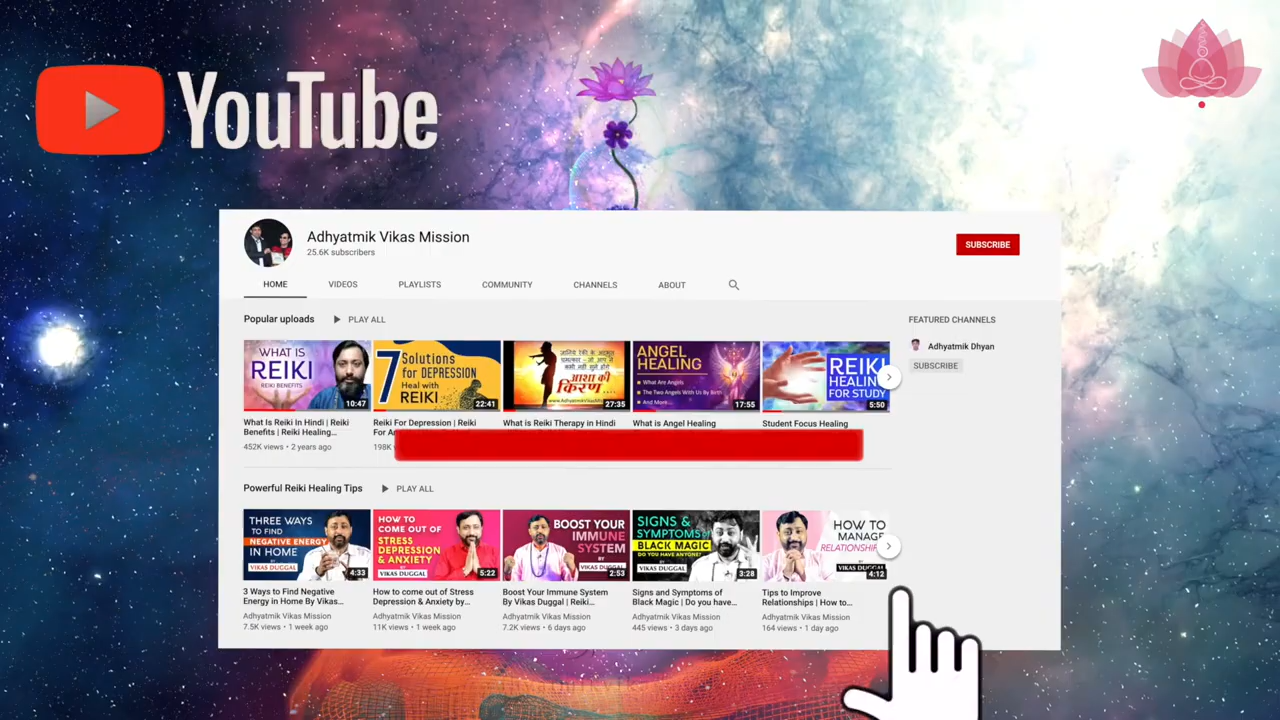 YouTube
Adhyatmik Vikas Mission
25.6K subscribers
SUBSCRIBE
HOME VIDEOS PLAYLISTS COMMUNITY CHANNELS ABOUT
Popular uploads PLAY ALL
FEATURED CHANNELS
Adhyatmik Dhyan
SUBSCRIBE
WHAT IS
REIKI
REIKI BENEFITS
10:47
7 Solutions
for DEPRESSION
Heal with
REIKI
22:41
आशा की
किरण....
27:35
ANGEL
HEALING
What Are Angels
The Two Angels With Us By Birth
And More...
17:55
REIKI
HEALING
FOR STUDY
5:50
What Is Reiki In Hindi | Reiki
Benefits | Reiki Healing...
452K views • 2 years ago
Reiki For Depression | Reiki
198K
What is Reiki Therapy in Hindi
What is Angel Healing
Student Focus Healing
Powerful Reiki Healing Tips PLAY ALL
THREE WAYS
TO FIND
NEGATIVE ENERGY
IN HOME
BY
VIKAS DUGGAL
4:33
HOW TO
COME OUT OF
STRESS
DEPRESSION
& ANXIETY
BY
VIKAS DUGGAL
5:22
BOOST YOUR
IMMUNE
SYSTEM
BY
VIKAS DUGGAL
2:53
SIGNS &
SYMPTOMS OF
BLACK MAGIC
DO YOU HAVE ANY?
BY
VIKAS DUGGAL
3:28
HOW TO
MANAGE
BY
VIKAS DUGGAL
4:12
3 Ways to Find Negative
Energy in Home By Vikas...
Adhyatmik Vikas Mission
7.5K views • 1 week ago
How to come out of Stress
Depression & Anxiety by...
Adhyatmik Vikas Mission
11K views • 1 week ago
Boost Your Immune System
By Vikas Duggal | Reiki...
Adhyatmik Vikas Mission
7.2K views • 6 days ago
Signs and Symptoms of
Black Magic | Do you have...
Adhyatmik Vikas Mission
445 views • 3 days ago
Tips to Improve
Relationships | How to...
Adhyatmik Vikas Mission
164 views • 1 day ago